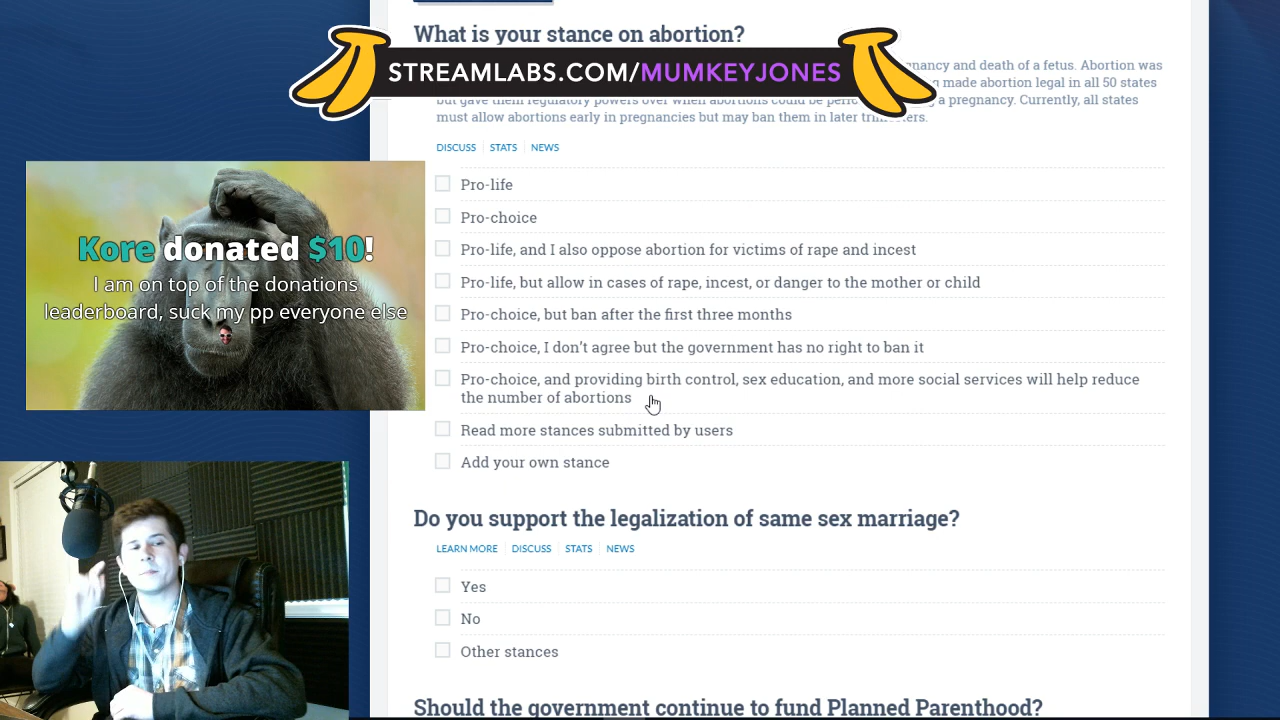 What is your stance on abortion?
STREAMLABS.COM/MUMKEYJONES
gnancy and death of a fetus. Abortion was
made abortion legal in all 50 states
but gave them regulatory powers over when abortions could be a pregnancy. Currently, all states
must allow abortions early in pregnancies but may ban them in later trimesters.
DISCUSS STATS NEWS
Pro-life
Pro-choice
Pro-life, and I also oppose abortion for victims of rape and incest
Pro-life, but allow in cases of rape, incest, or danger to the mother or child
Pro-choice, but ban after the first three months
Pro-choice, I don't agree but the government has no right to ban it
Pro-choice, and providing birth control, sex education, and more social services will help reduce
the number of abortions
Read more stances submitted by users
Add your own stance
Kore donated $10!
I am on top of the donations
leaderboard, suck my pp everyone else
Do you support the legalization of same sex marriage?
LEARN MORE DISCUSS STATS NEWS
Yes
No
Other stances
Should the government continue to fund Planned Parenthood?